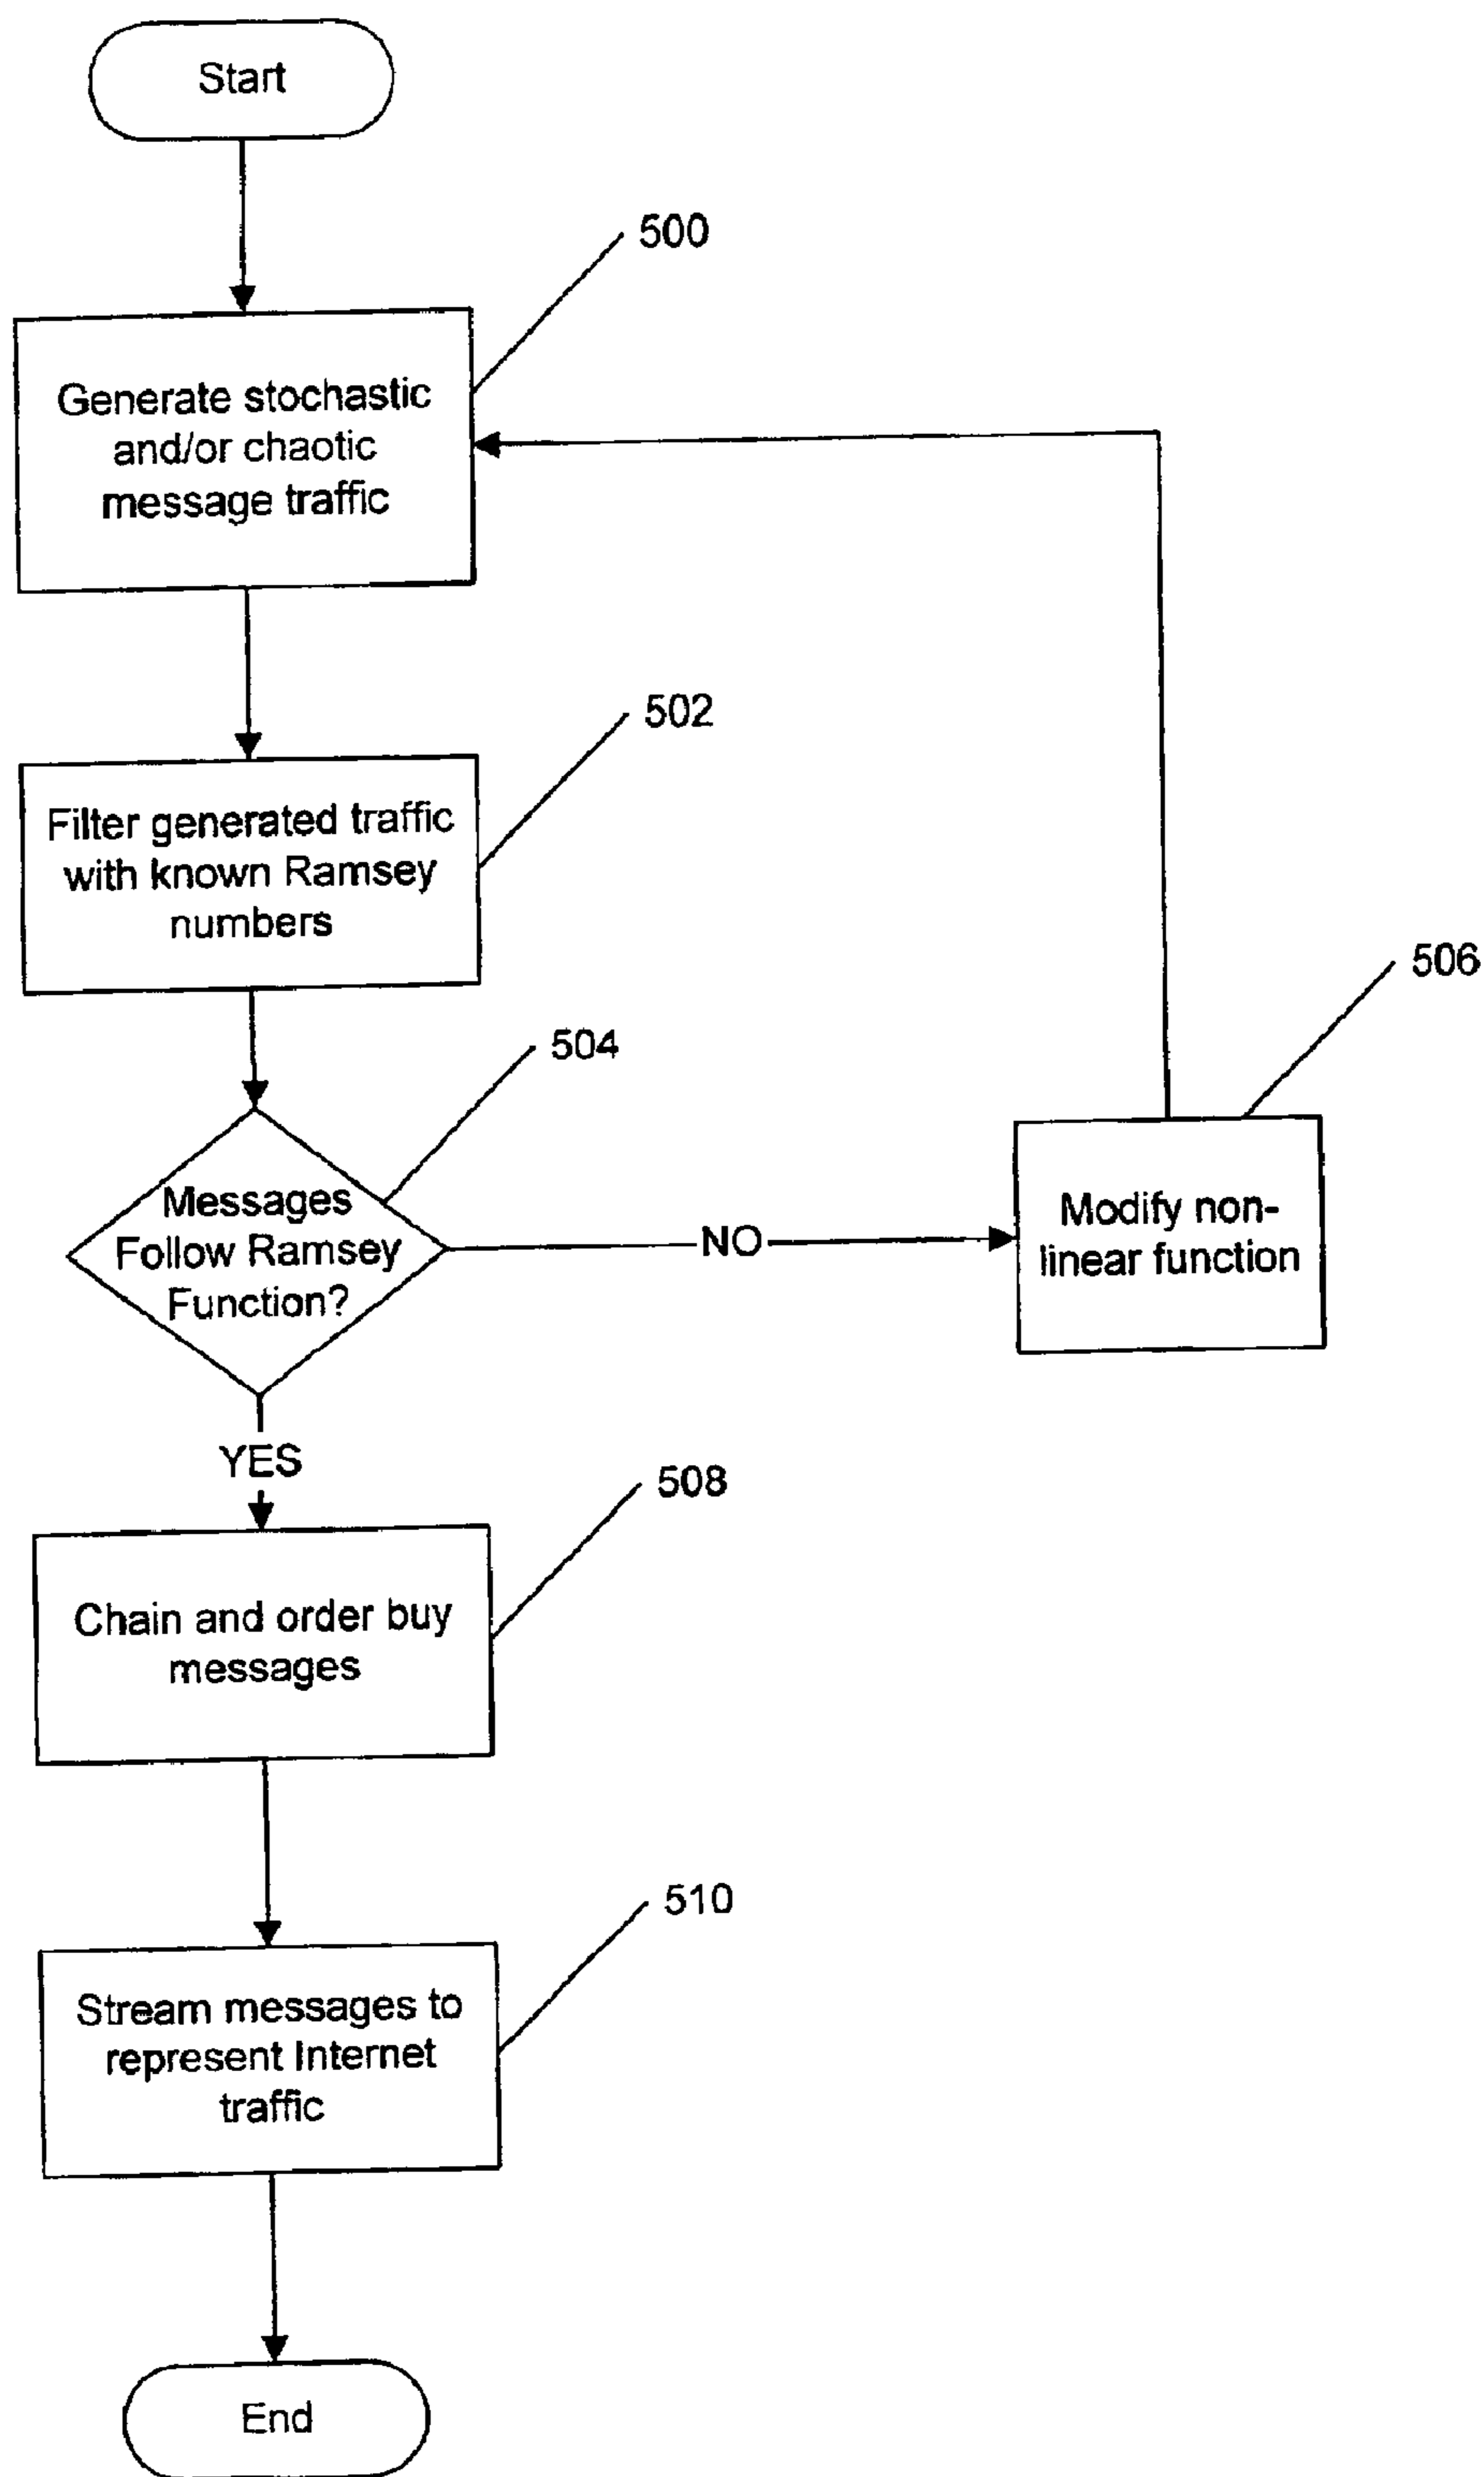 Start
500
Generate stochastic
and/or chaotic
message traffic
502
Filter generated traffic
with known Ramsey
numbers
504
Messages
Follow Ramsey
Function?
NO
506
Modify non-
linear function
YES
508
Chain and order buy
messages
510
Stream messages to
represent Internet
traffic
End